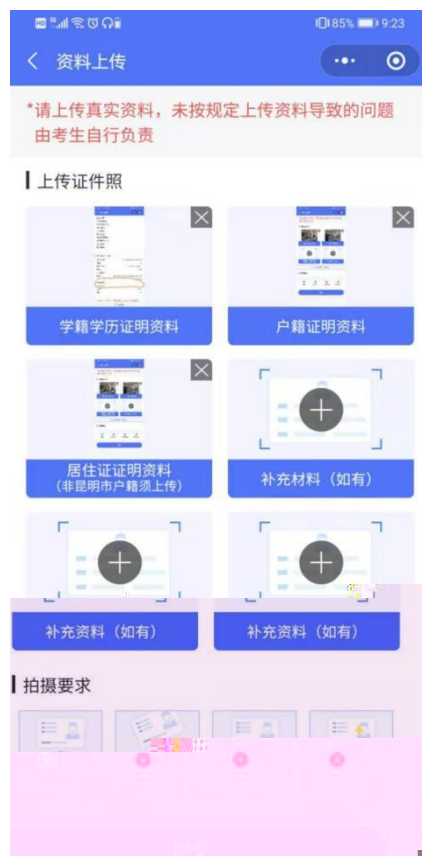 85% 9:23
资料上传
*请上传真实资料，未按规定上传资料导致的问题
由考生自行负责
上传证件照
学籍学历证明资料
户籍证明资料
居住证证明资料
（非昆明市户籍须上传）
补充材料（如有）
补充资料（如有）
补充资料（如有）
拍摄要求